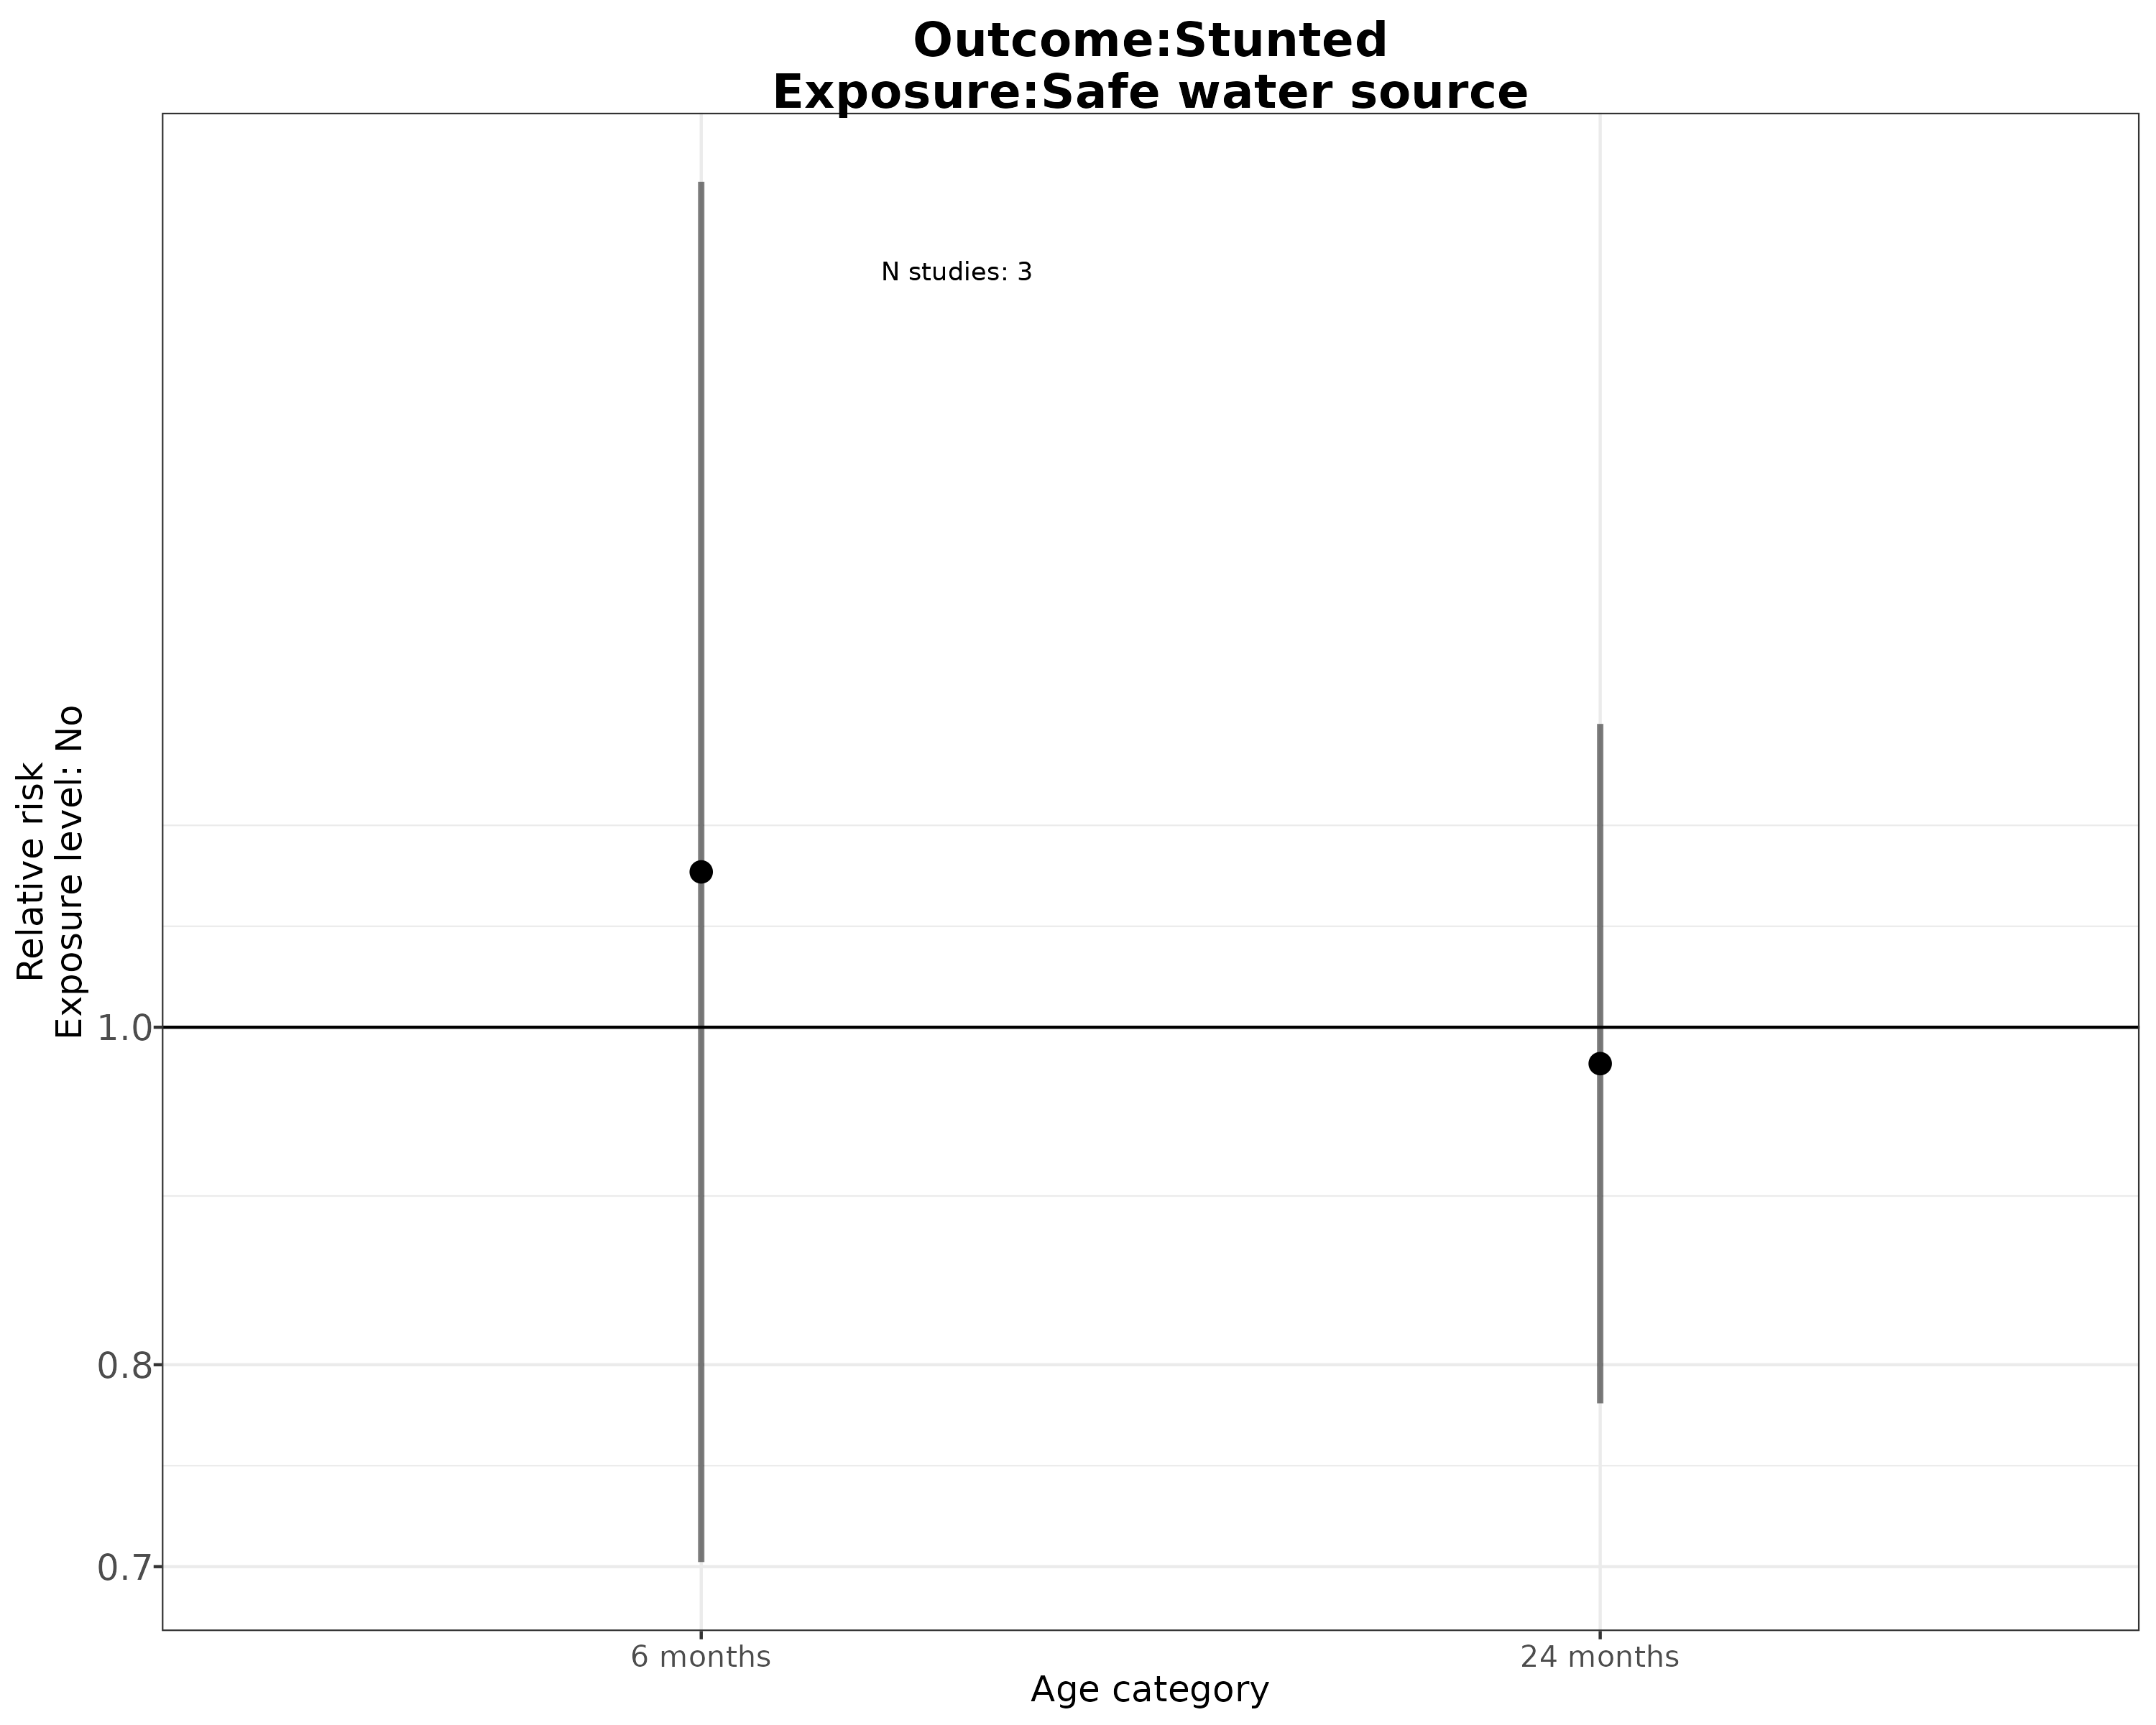 Outcome:Stunted
Exposure:Safe water source
N studies: 3
Relative risk
Exposure level: No
1.0
0.8
0.7
6 months
24 months
Age category